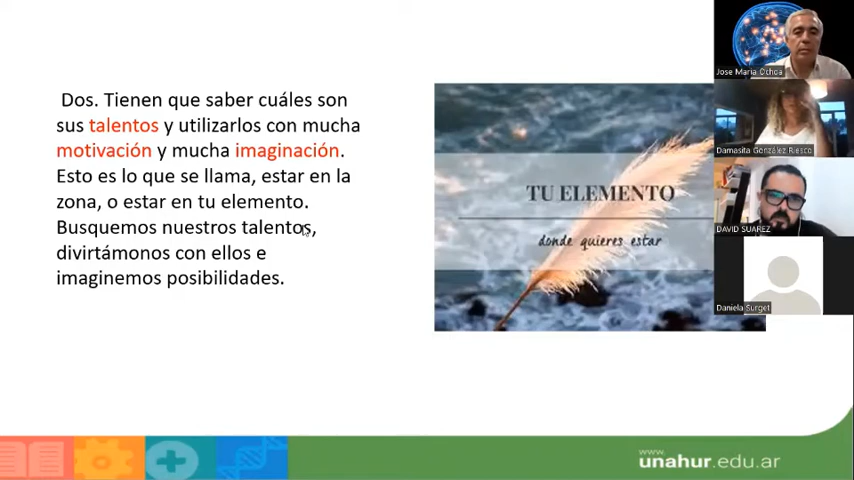 Dos. Tienen que saber cuáles son
sus talentos y utilizarlos con mucha
motivación y mucha imaginación.
Esto es lo que se llama, estar en la
zona, o estar en tu elemento.
Busquemos nuestros talentos,
divirtámonos con ellos e
imaginemos posibilidades.
TU ELEMENTO
donde quieres estar
Jose Maria Ochoa
Damasita González Riesco
DAVID SUAREZ
Daniela Surget
www.
unahur.edu.ar